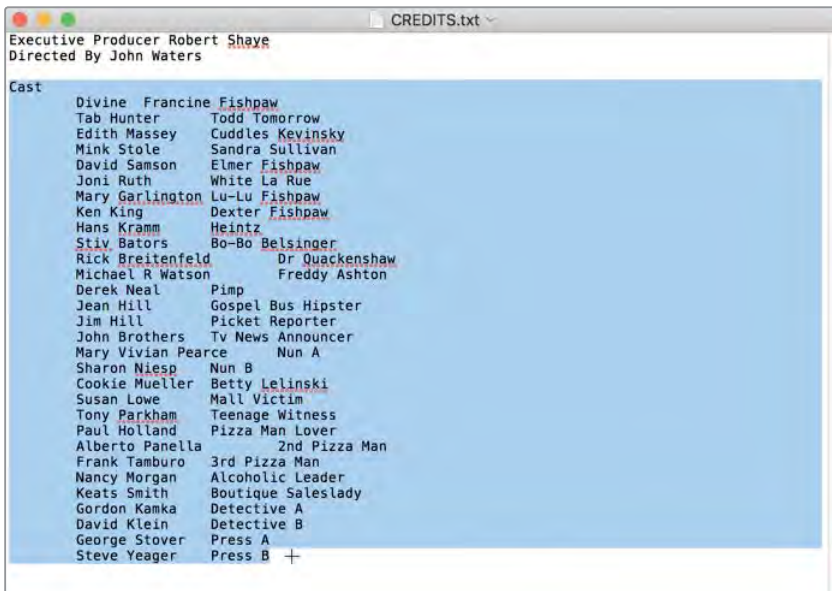 CREDITS.txt
Executive Producer Robert Shaye
Directed By John Waters
Cast
Divine Francine Fishpaw
Tab Hunter Todd Tomorrow
Edith Massey Cuddles Kevinsky
Mink Stole Sandra Sullivan
David Samson Elmer Fishpaw
Joni Ruth White La Rue
Mary Garlington Lu-Lu Fishpaw
Ken King Dexter Fishpaw
Hans Kramm Heintz
Stiv Bators Bo-Bo Belsinger
Rick Breitenfeld Dr Quackenshaw
Michael R Watson Freddy Ashton
Derek Neal Pimp
Jean Hill Gospel Bus Hipster
Jim Hill Picket Reporter
John Brothers Tv News Announcer
Mary Vivian Pearce Nun A
Sharon Niesp Nun B
Cookie Mueller Betty Lelinski
Susan Lowe Mall Victim
Tony Parkham Teenage Witness
Paul Holland Pizza Man Lover
Alberto Panella 2nd Pizza Man
Frank Tamburo 3rd Pizza Man
Nancy Morgan Alcoholic Leader
Keats Smith Boutique Saleslady
Gordon Kamka Detective A
David Klein Detective B
George Stover Press A
Steve Yeager Press B